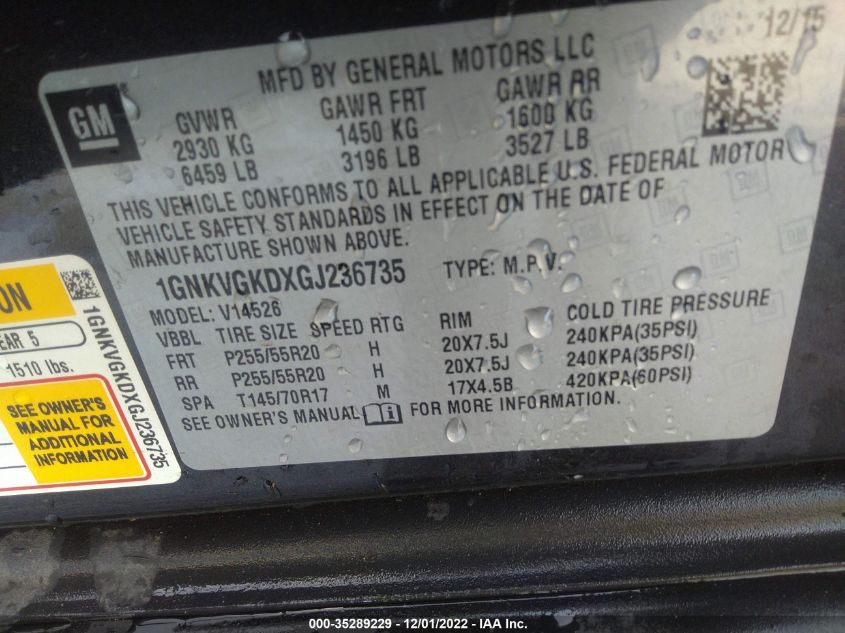 12/15
MFD BY GENERAL MOTORS LLC
GM
GVWR GAWR FRT GAWR RR
2930 KG 1450 KG 1600 KG
6459 LB 3196 LB 3527 LB
THIS VEHICLE CONFORMS TO ALL APPLICABLE U.S. FEDERAL MOTOR
VEHICLE SAFETY STANDARDS IN EFFECT ON THE DATE OF
MANUFACTURE SHOWN ABOVE.
1GNKVGKDXGJ236735 TYPE: M.P.V.
MODEL: V14526
VBBL TIRE SIZE SPEED RTG RIM COLD TIRE PRESSURE
FRT P255/55R20 H 20X7.5J 240KPA(35PSI)
RR P255/55R20 H 20X7.5J 240KPA(35PSI)
SPA T145/70R17 M 17X4.5B 420KPA(60PSI)
SEE OWNER'S MANUAL FOR MORE INFORMATION.
ON
EAR 5
1510 lbs.
SEE OWNER'S
MANUAL FOR
ADDITIONAL
INFORMATION
1GNKVGKDXGJ236735
000-35289229 - 12/01/2022 - IAA Inc.